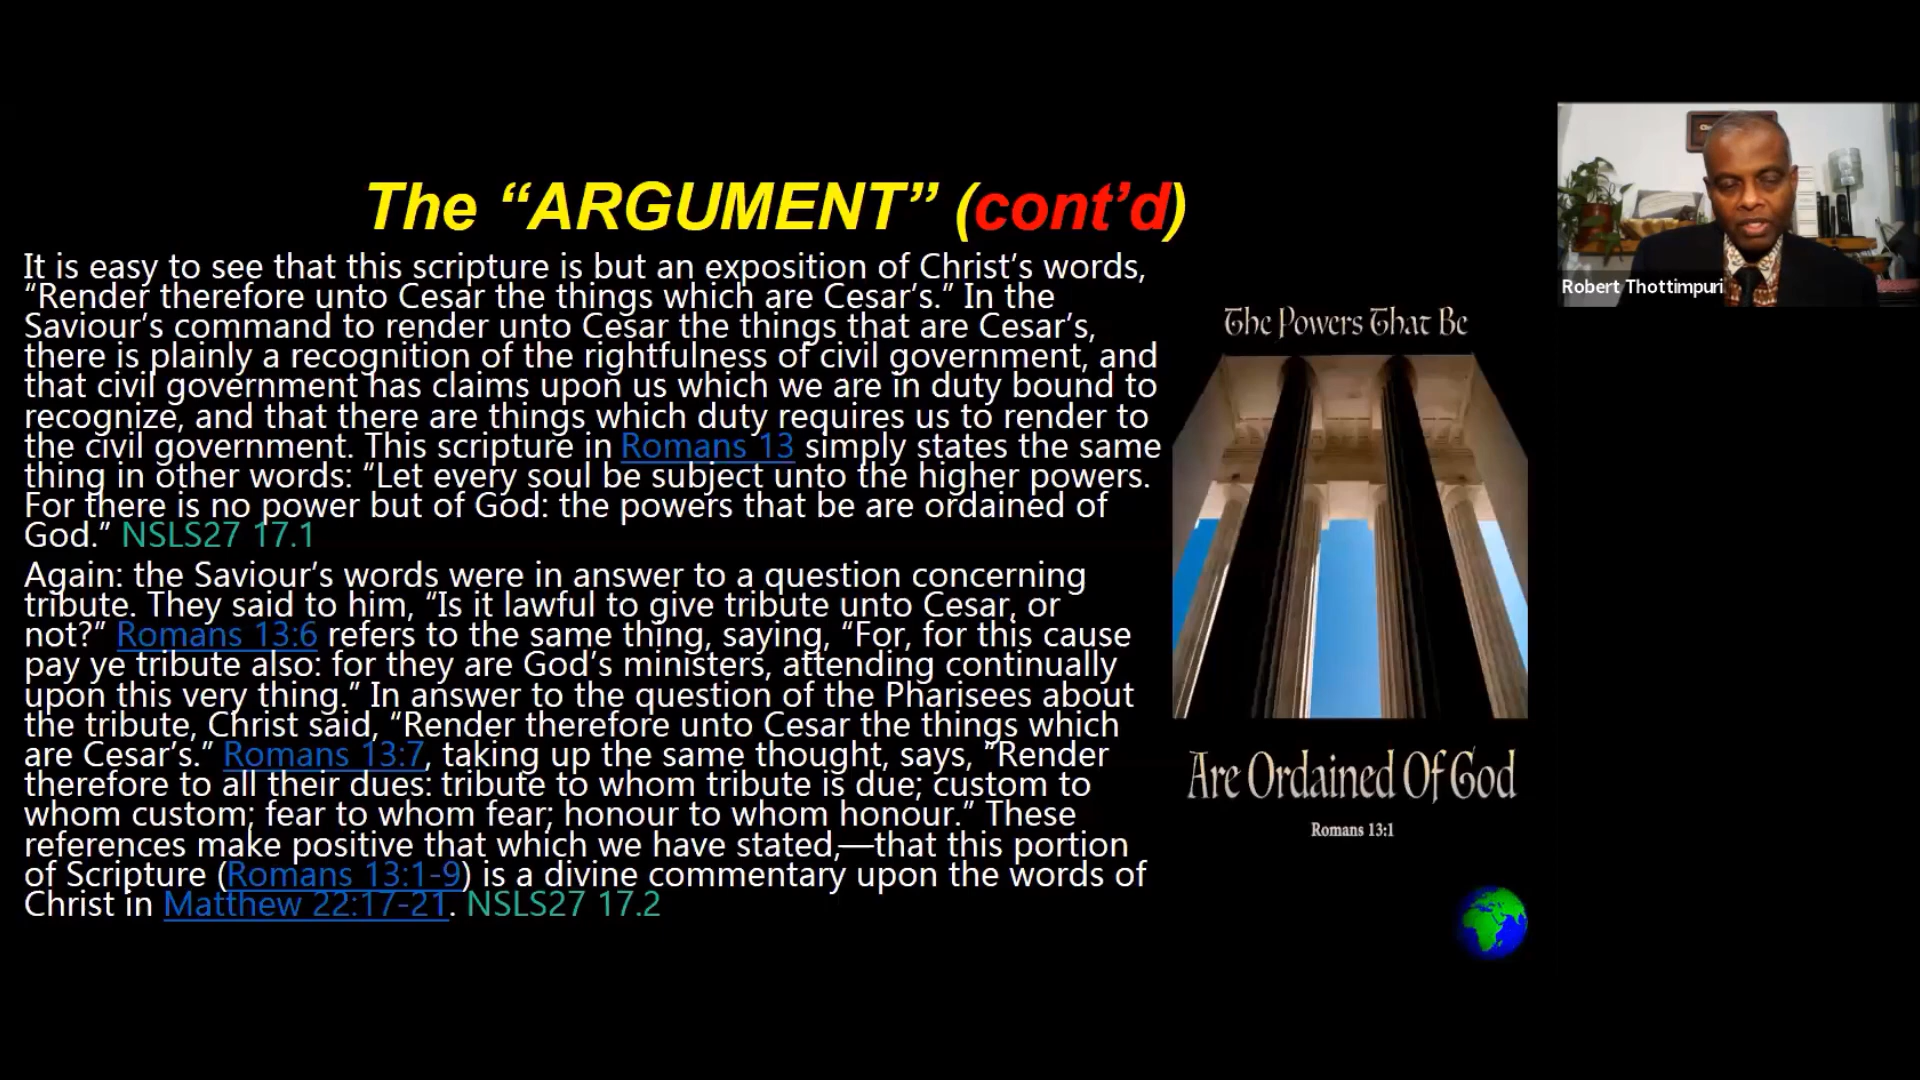 The “ARGUMENT” (cont’d)
It is easy to see that this scripture is but an exposition of Christ’s words,
“Render therefore unto Cesar the things which are Cesar’s.” In the
Saviour’s command to render unto Cesar the things that are Cesar’s,
there is plainly a recognition of the rightfulness of civil government, and
that civil government has claims upon us which we are in duty bound to
recognize, and that there are things which duty requires us to render to
the civil government. This scripture in Romans 13 simply states the same
thing in other words: “Let every soul be subject unto the higher powers.
For there is no power but of God: the powers that be are ordained of
God.” NSLS27 17.1
Again: the Saviour’s words were in answer to a question concerning
tribute. They said to him, “Is it lawful to give tribute unto Cesar, or
not?” Romans 13:6 refers to the same thing, saying, “For, for this cause
pay ye tribute also: for they are God’s ministers, attending continually
upon this very thing.” In answer to the question of the Pharisees about
the tribute, Christ said, “Render therefore unto Cesar the things which
are Cesar’s.” Romans 13:7, taking up the same thought, says, “Render
therefore to all their dues: tribute to whom tribute is due; custom to
whom custom; fear to whom fear; honour to whom honour.” These
references make positive that which we have stated,—that this portion
of Scripture (Romans 13:1-9) is a divine commentary upon the words of
Christ in Matthew 22:17-21. NSLS27 17.2
The Powers That Be
Are Ordained Of God
Romans 13:1
Robert Thottimpuri